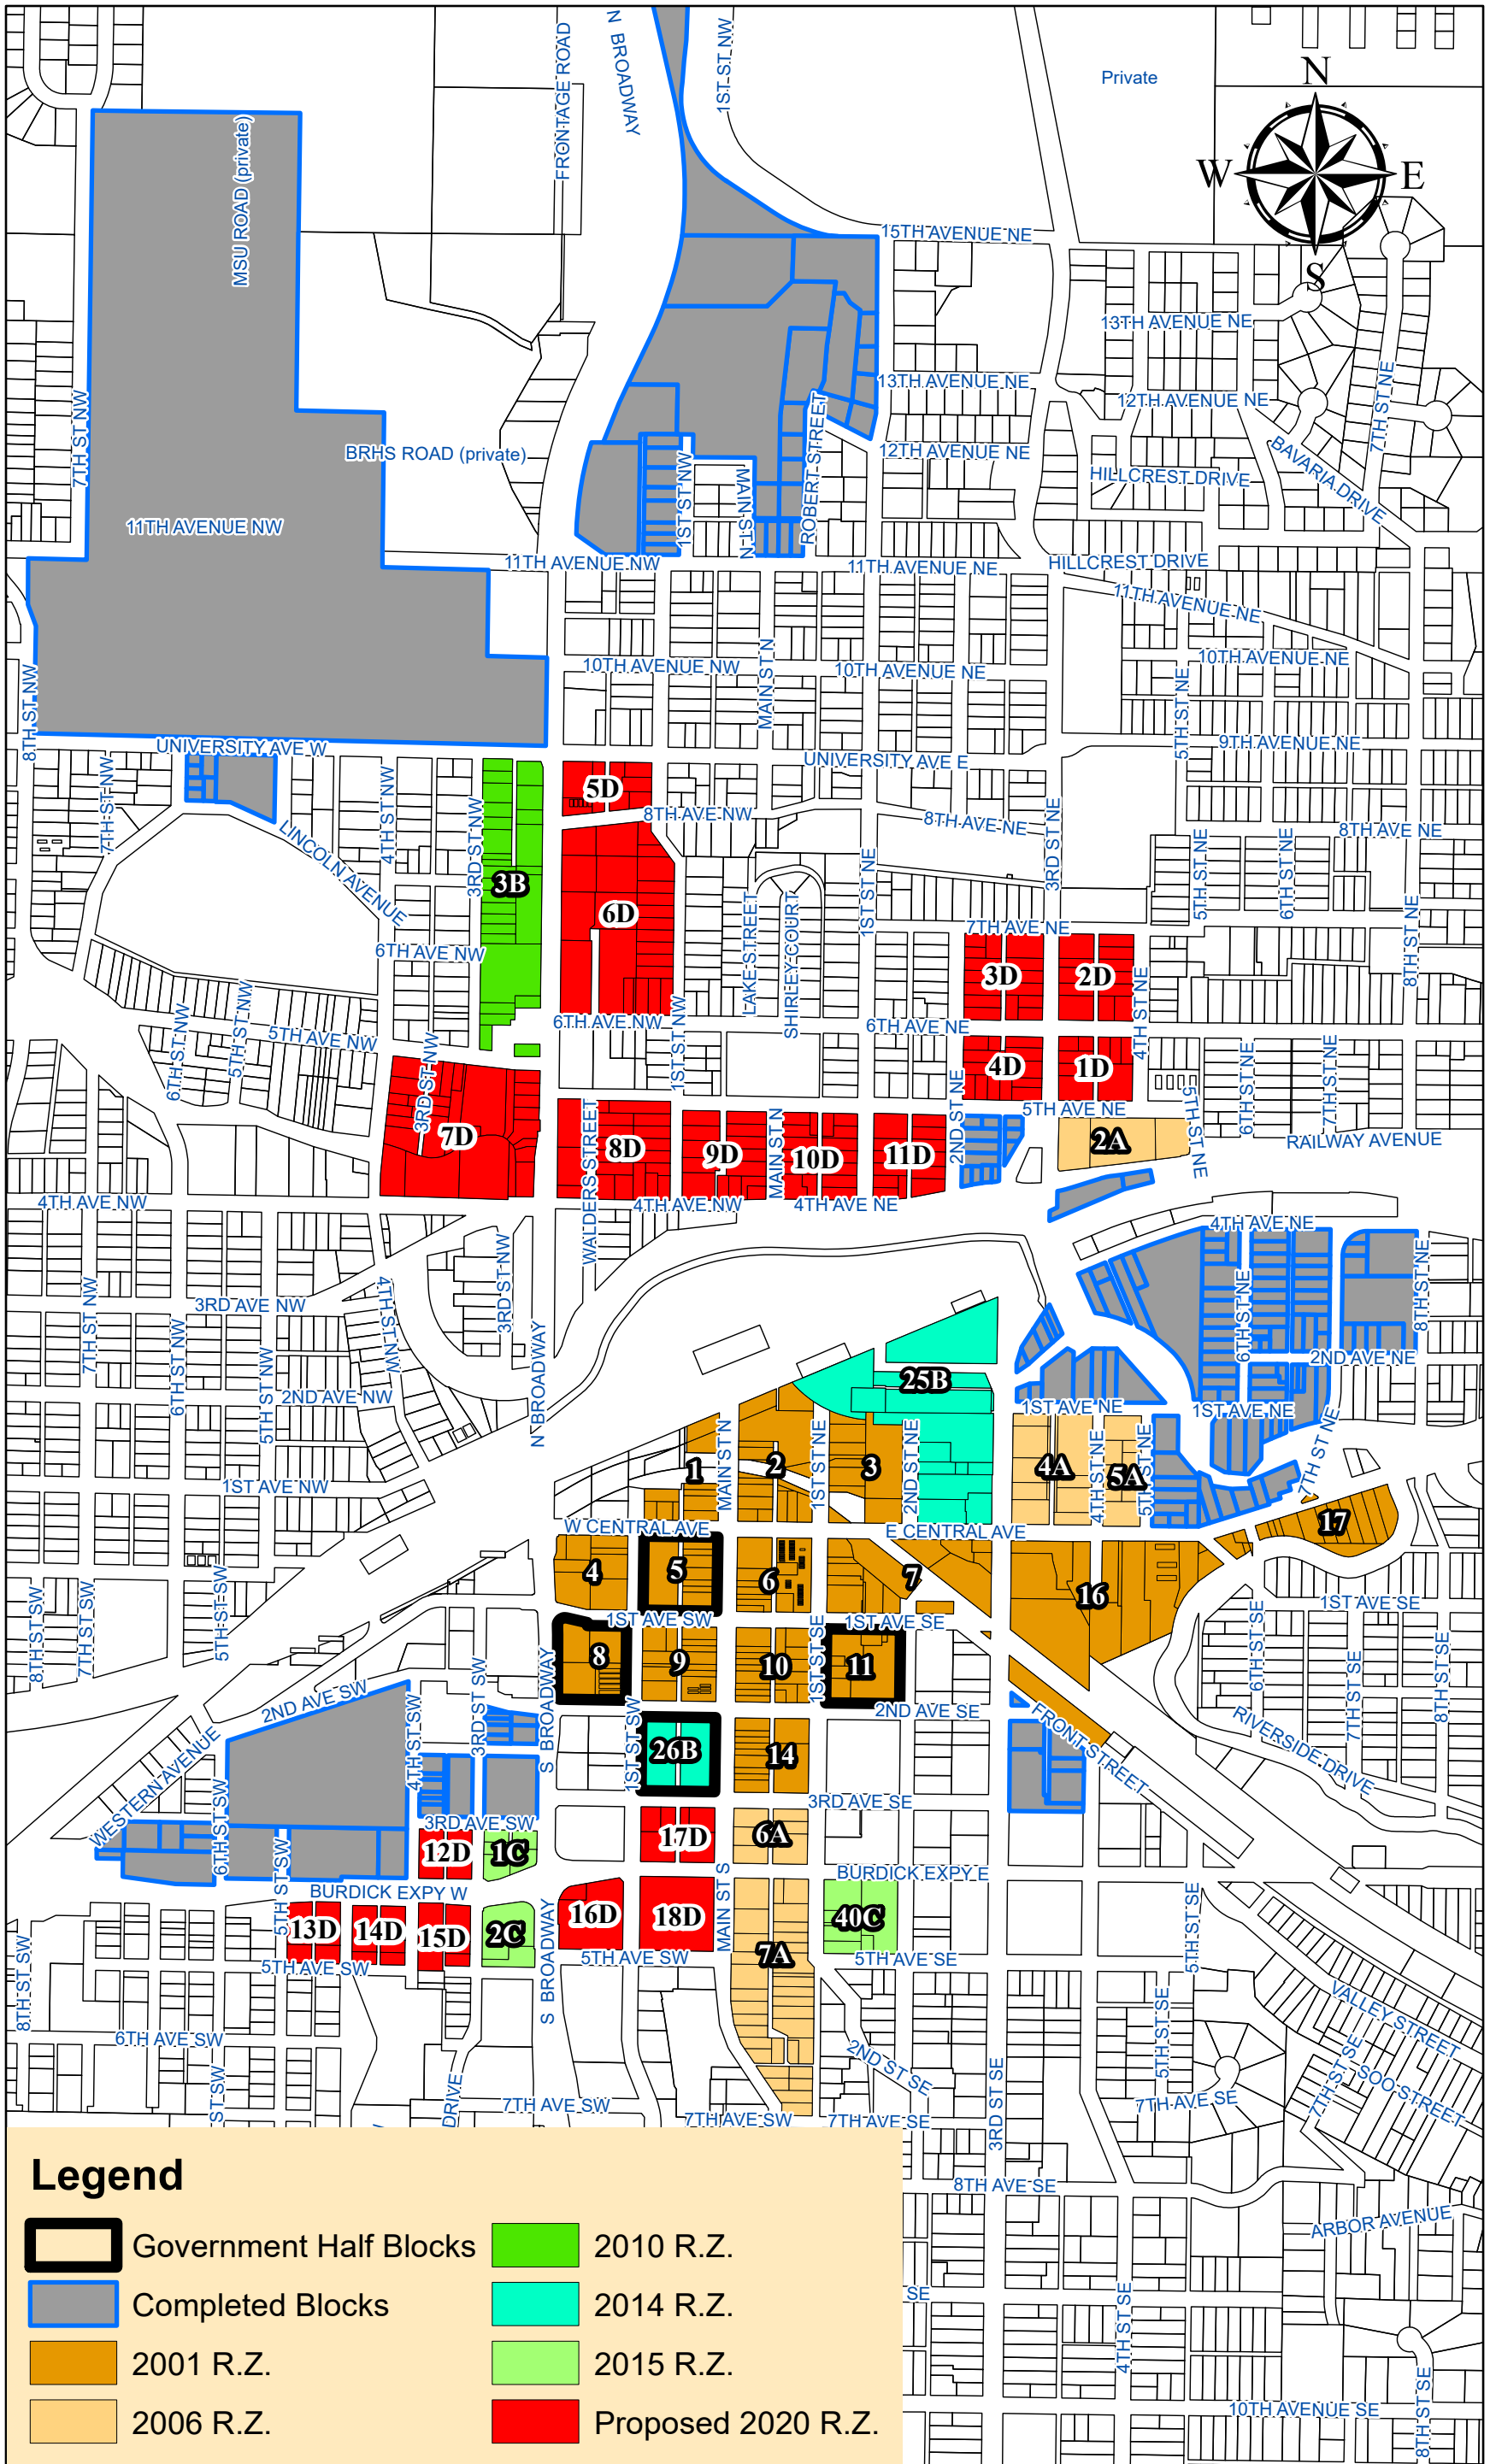 N BROADWAY
1ST ST NW
FRONTAGE ROAD
Private
N
W
E
S
MSU ROAD (private)
15TH AVENUE NE
13TH AVENUE NE
13TH AVENUE NE
12TH AVENUE NE
7TH ST NE
7TH ST NW
ROBERT STREET
BRHS ROAD (private)
12TH AVENUE NE
BAVARIA DRIVE
HILLCREST DRIVE
1ST ST NW
MAIN ST N
11TH AVENUE NW
11TH AVENUE NW
11TH AVENUE NE
HILLCREST DRIVE
11TH AVENUE NE
10TH AVENUE NW
MAIN ST N
10TH AVENUE NE
10TH AVENUE NE
8TH ST NW
5TH ST NE
UNIVERSITY AVE W
UNIVERSITY AVE E
9TH AVENUE NE
7TH ST NW
4TH ST NW
3RD ST NW
5D
8TH AVE NW
8TH AVE NE
3RD ST NE
8TH AVE NE
LINCOLN AVENUE
3B
1ST ST NE
5TH ST NE
6TH ST NE
6D
LAKE STREET
SHIRLEY COURT
7TH AVE NE
8TH ST NE
6TH AVE NW
3D
2D
4TH ST NE
6TH ST NW
5TH ST NW
5TH AVE NW
6TH AVE NW
1ST ST NW
6TH AVE NE
3RD ST NW
4D
1D
2ND ST NE
5TH AVE NE
5TH ST NE
6TH ST NE
7TH ST NE
7D
WALDERS STREET
8D
9D
MAIN ST N
10D
11D
2A
RAILWAY AVENUE
4TH AVE NW
4TH AVE NW
4TH AVE NE
4TH AVE NE
3RD ST NW
6TH ST NE
8TH ST NE
7TH ST NW
3RD AVE NW
4TH ST NW
6TH ST NW
5TH ST NW
2ND AVE NW
N BROADWAY
25B
2ND AVE NE
1ST AVE NE
1ST AVE NE
1
MAIN ST N
2
1ST ST NE
3
2ND ST NE
4A
4TH ST NE
5A
5TH ST NE
7TH ST NE
1ST AVE NW
17
W CENTRAL AVE
E CENTRAL AVE
4
5
6
7
16
8TH ST SW
7TH ST SW
5TH ST SW
1ST AVE SW
1ST AVE SE
1ST AVE SE
8
9
10
1ST ST SE
11
6TH ST SE
7TH ST SE
8TH ST SE
2ND AVE SW
4TH ST SW
3RD ST SW
S BROADWAY
2ND AVE SE
FRONT STREET
RIVERSIDE DRIVE
WESTERN AVENUE
1ST ST SW
26B
14
6TH ST SW
3RD AVE SW
3RD AVE SE
12D
1C
17D
6A
5TH ST SW
BURDICK EXPY W
BURDICK EXPY E
13D
14D
15D
2C
S BROADWAY
16D
18D
MAIN ST S
7A
40C
5TH ST SE
8TH ST SW
5TH AVE SW
5TH AVE SW
5TH AVE SE
6TH AVE SW
2ND ST SE
5TH ST SE
VALLEY STREET
7TH ST SE
SOO STREET
ST SW
DRIVE
7TH AVE SW
7TH AVE SW
7TH AVE SE
3RD ST SE
7TH AVE SE
8TH AVE SE
ARBOR AVENUE
SE
4TH ST SE
8TH ST SE
10TH AVENUE SE
Legend
Government Half Blocks
Completed Blocks
2001 R.Z.
2006 R.Z.
2010 R.Z.
2014 R.Z.
2015 R.Z.
Proposed 2020 R.Z.